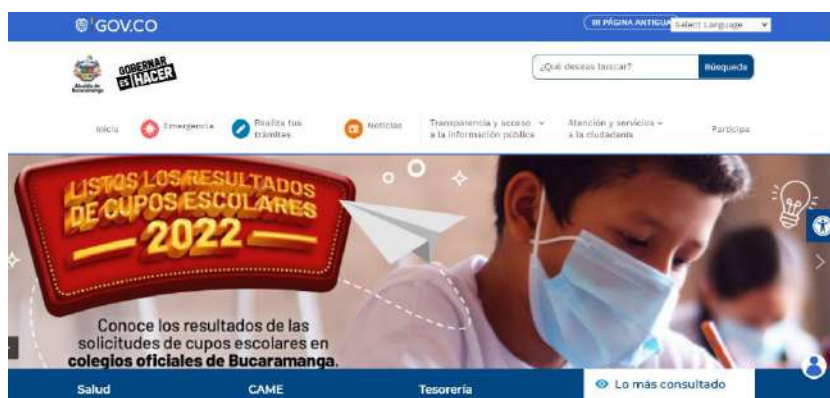 GOV.CO
IR PÁGINA ANTIGUA
Select Language
Alcaldía de
Bucaramanga
GOBERNAR
ES HACER
¿Qué deseas buscar?
Búsqueda
Inicio
Emergencia
Realiza tus
trámites
Noticias
Transparencia y acceso
a la información pública
Atención y servicios
a la ciudadanía
Participa
LISTOS LOS RESULTADOS
DE CUPOS ESCOLARES
2022
Conoce los resultados de las
solicitudes de cupos escolares en
colegios oficiales de Bucaramanga.
Salud
CAME
Tesorería
Lo más consultado